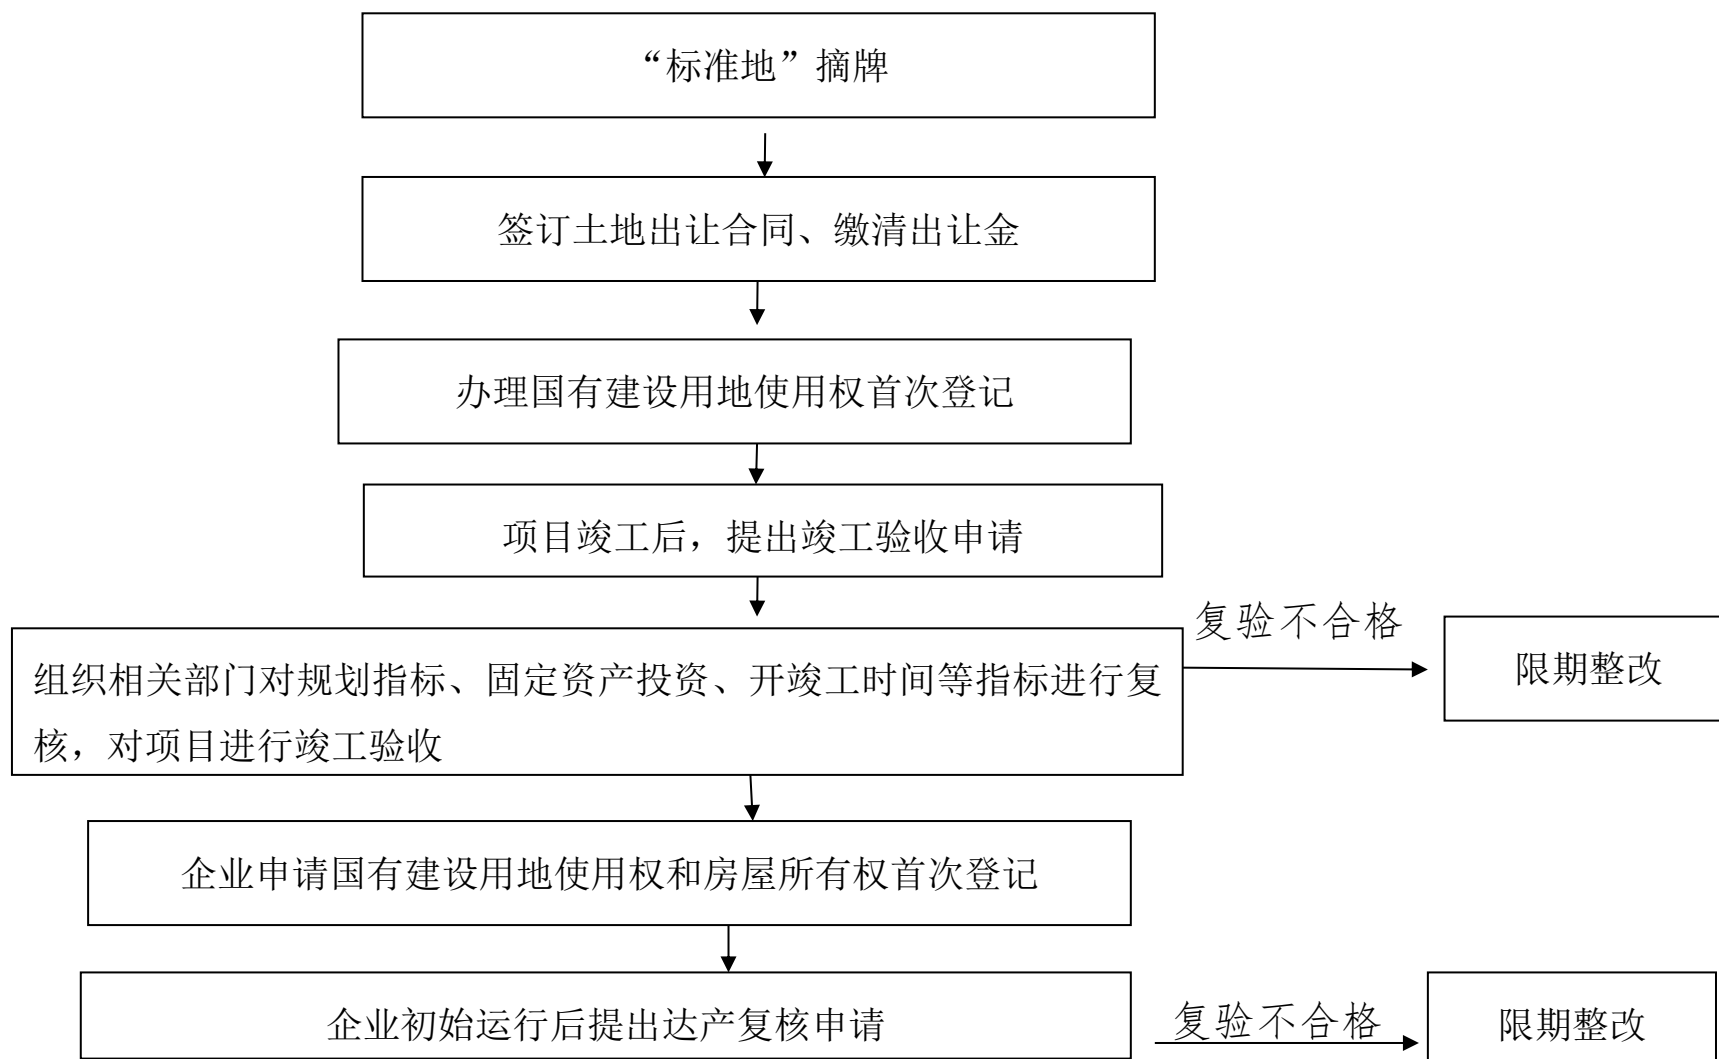 “标准地”摘牌
签订土地出让合同、缴清出让金
办理国有建设用地使用权首次登记
项目竣工后，提出竣工验收申请
复验不合格
组织相关部门对规划指标、固定资产投资、开竣工时间等指标进行复
核，对项目进行竣工验收
限期整改
企业申请国有建设用地使用权和房屋所有权首次登记
企业初始运行后提出达产复核申请
复验不合格
限期整改